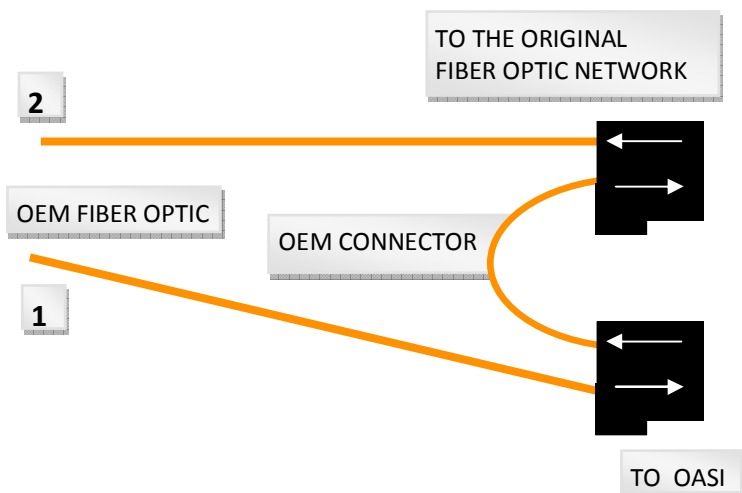 TO THE ORIGINAL
FIBER OPTIC NETWORK
2
OEM FIBER OPTIC
OEM CONNECTOR
1
TO OASI